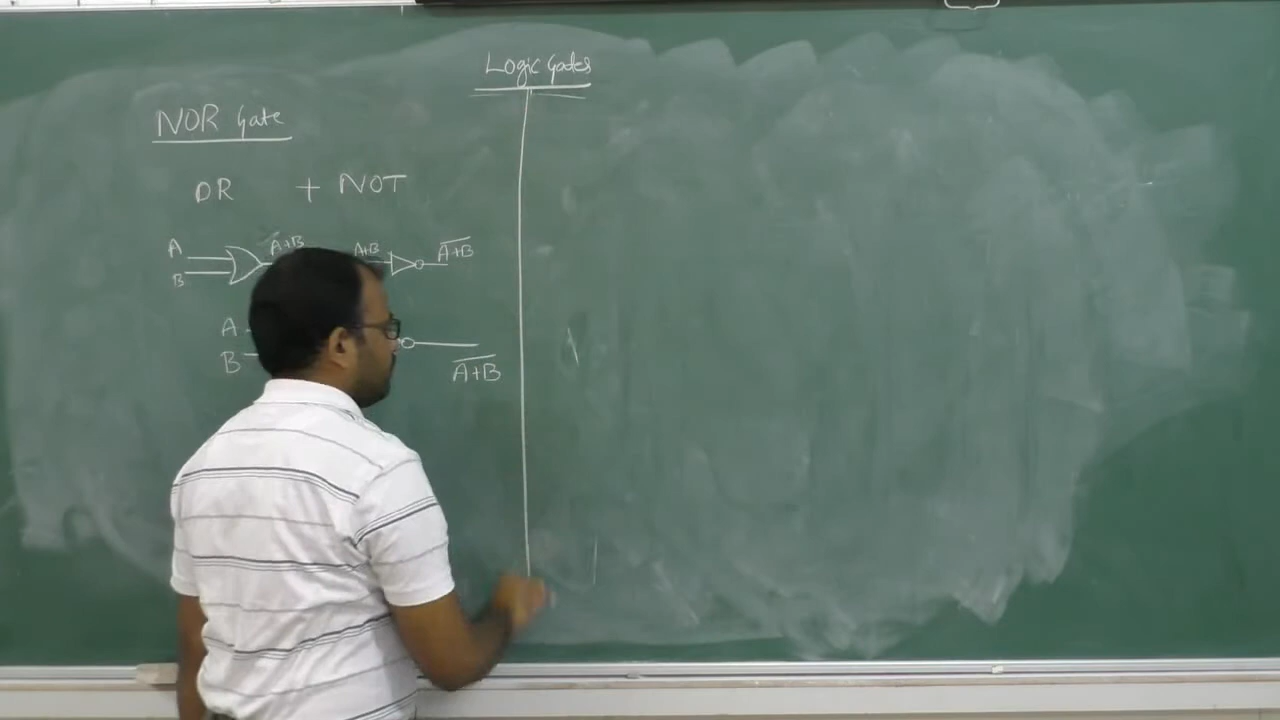 Logic Gates
NOR Gate
OR + NOT
A A+B A+B A̅+̅B̅
B
A
B A̅+̅B̅